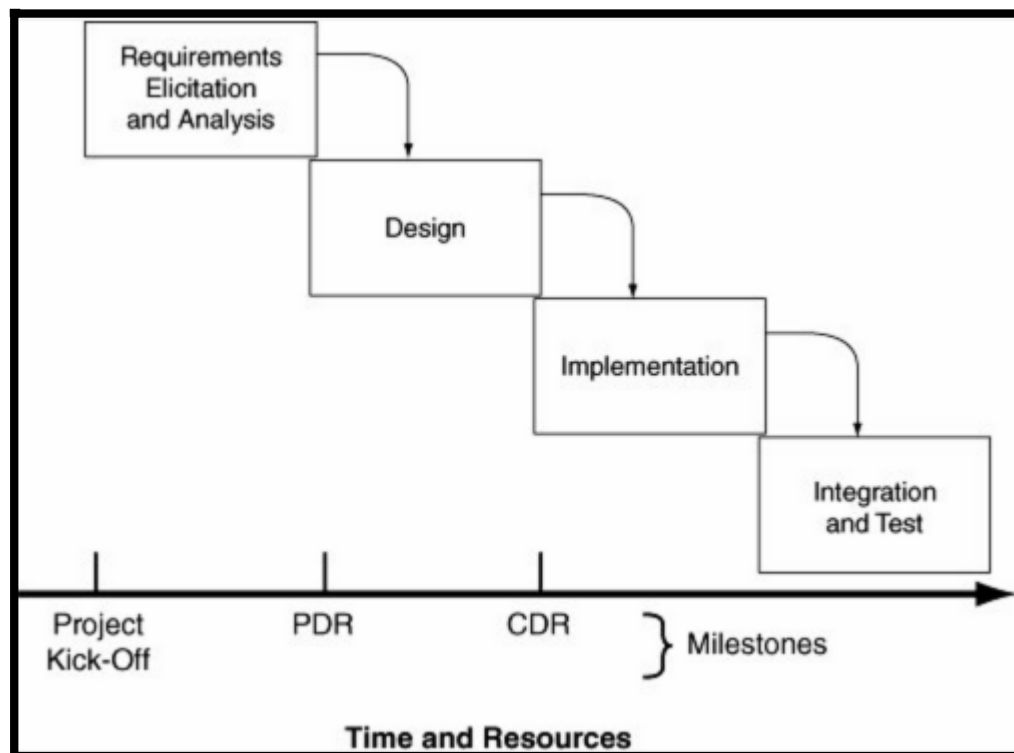 Requirements
Elicitation
and Analysis
Design
Implementation
Integration
and Test
Project
Kick-Off
PDR
CDR
Milestones
Time and Resources